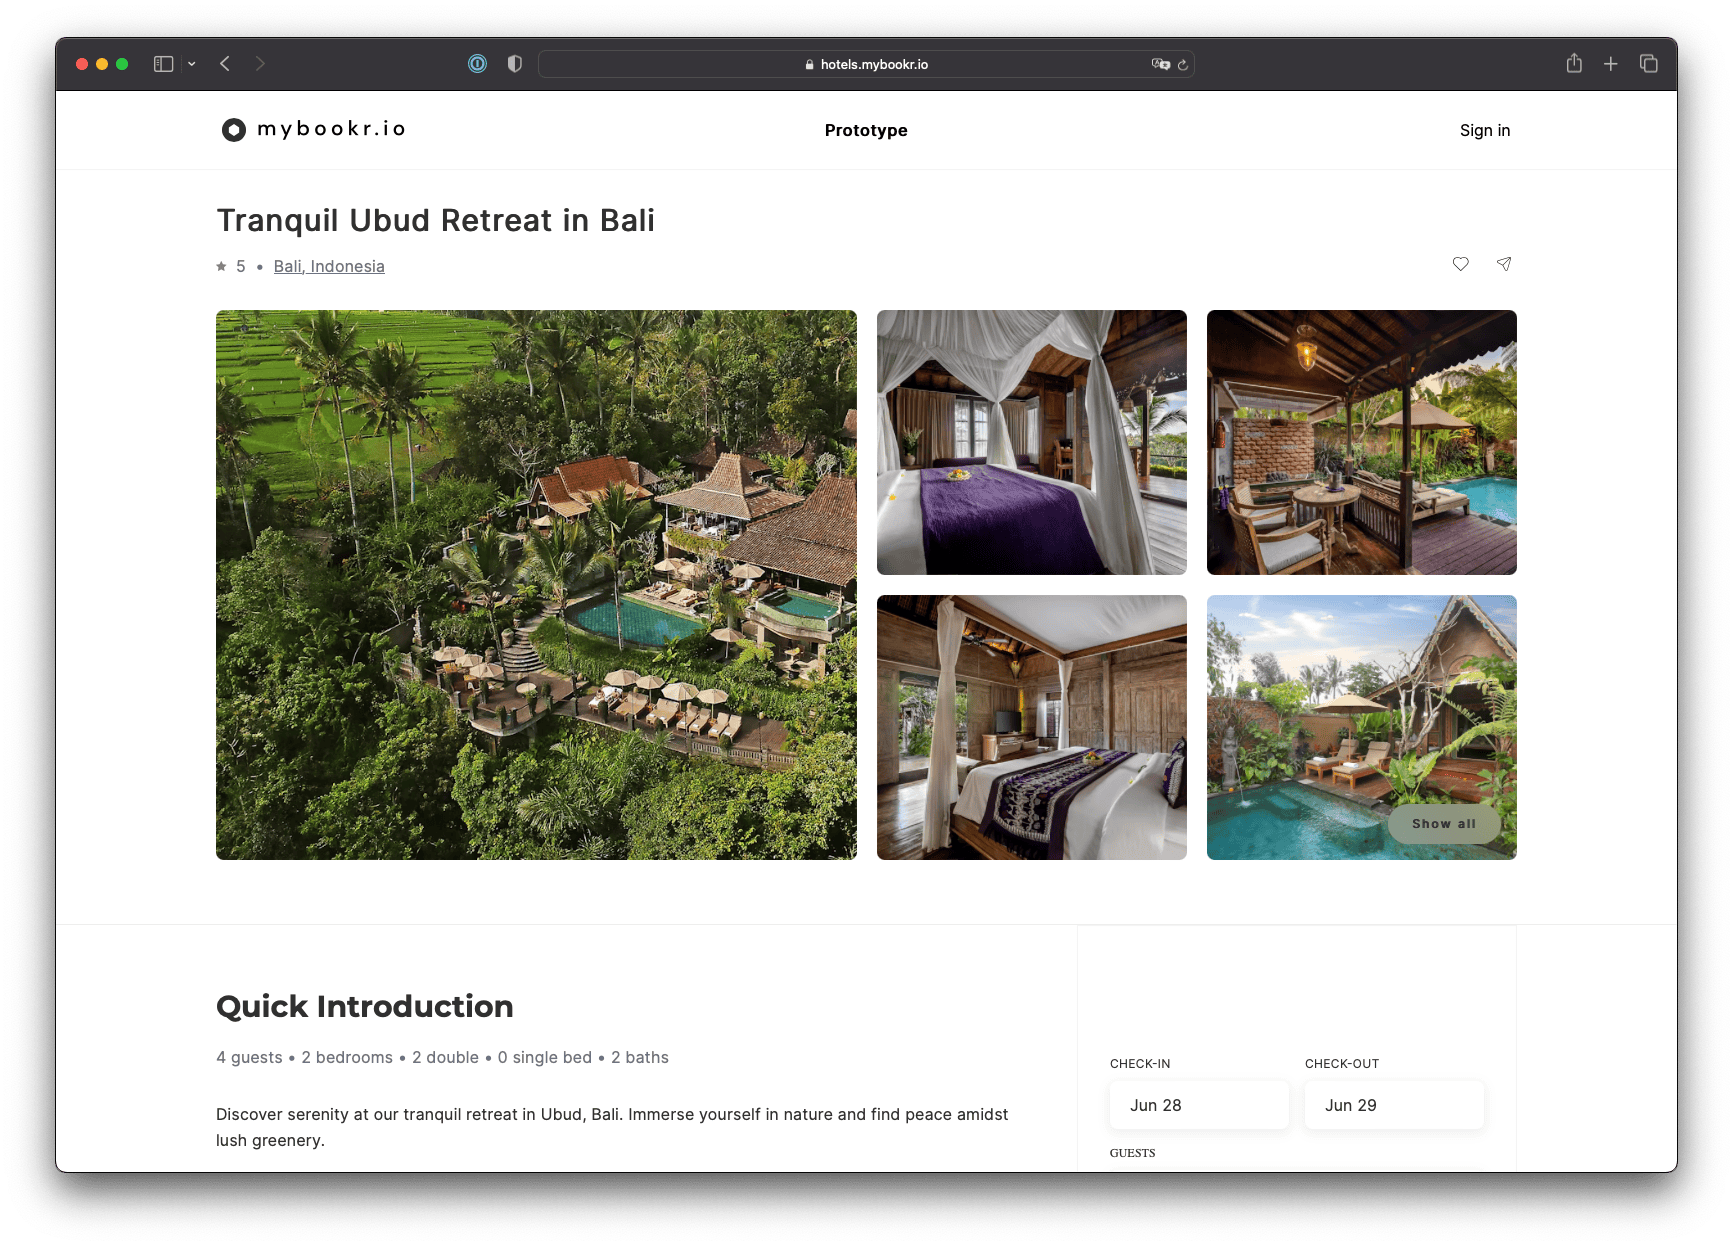 hotels.mybookr.io
mybookr.io
Prototype
Sign in
Tranquil Ubud Retreat in Bali
5 • Bali, Indonesia
Show all
Quick Introduction
4 guests • 2 bedrooms • 2 double • 0 single bed • 2 baths
Discover serenity at our tranquil retreat in Ubud, Bali. Immerse yourself in nature and find peace amidst
lush greenery.
CHECK-IN
CHECK-OUT
Jun 28
Jun 29
GUESTS